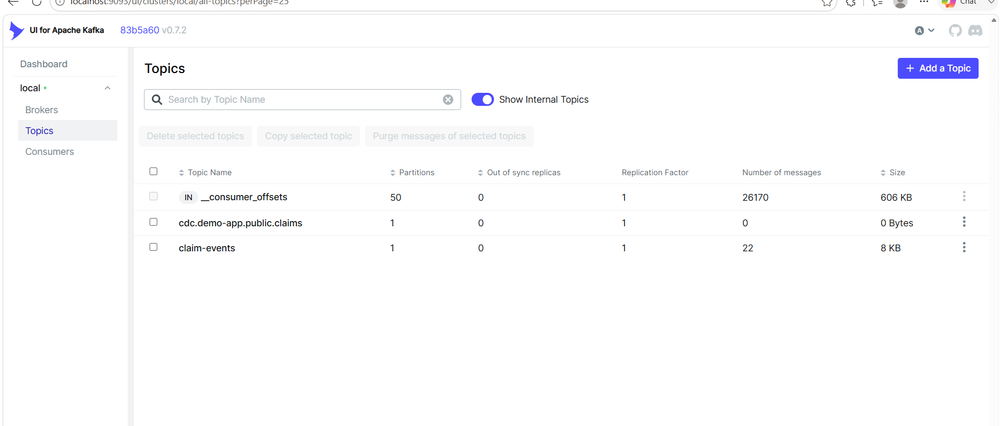 localhost:9093/ui/clusters/local/all-topics?perPage=25
Chat
UI for Apache Kafka 83b5a60 v0.7.2
A
Dashboard
local
Brokers
Topics
Consumers
Topics
+ Add a Topic
Search by Topic Name
Show Internal Topics
Delete selected topics Copy selected topic Purge messages of selected topics
Topic Name Partitions Out of sync replicas Replication Factor Number of messages Size
IN __consumer_offsets 50 0 1 26170 606 KB
cdc.demo-app.public.claims 1 0 1 0 0 Bytes
claim-events 1 0 1 22 8 KB